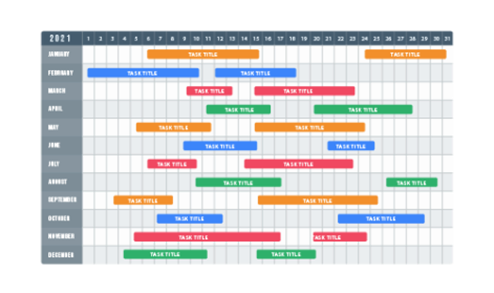 2021 1 2 3 4 5 6 7 8 9 10 11 12 13 14 15 16 17 18 19 20 21 22 23 24 25 26 27 28 29 30 31
JANUARY TASK TITLE TASK TITLE
FEBRUARY TASK TITLE TASK TITLE
MARCH TASK TITLE TASK TITLE
APRIL TASK TITLE TASK TITLE
MAY TASK TITLE TASK TITLE
JUNE TASK TITLE TASK TITLE
JULY TASK TITLE TASK TITLE
AUGUST TASK TITLE TASK TITLE
SEPTEMBER TASK TITLE TASK TITLE
OCTOBER TASK TITLE TASK TITLE
NOVEMBER TASK TITLE TASK TITLE
DECEMBER TASK TITLE TASK TITLE